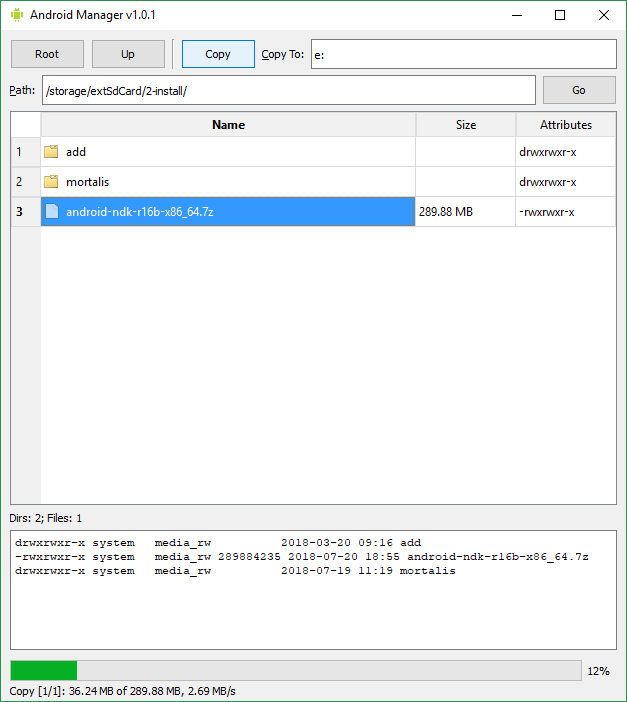 Android Manager v1.0.1
Root Up Copy Copy To: e:
Path: /storage/extSdCard/2-install/ Go
Name Size Attributes
1 add drwxrwxr-x
2 mortalis drwxrwxr-x
3 android-ndk-r16b-x86_64.7z 289.88 MB -rwxrwxr-x
Dirs: 2; Files: 1
drwxrwxr-x system media_rw 2018-03-20 09:16 add
-rwxrwxr-x system media_rw 289884235 2018-07-20 18:55 android-ndk-r16b-x86_64.7z
drwxrwxr-x system media_rw 2018-07-19 11:19 mortalis
12%
Copy [1/1]: 36.24 MB of 289.88 MB, 2.69 MB/s